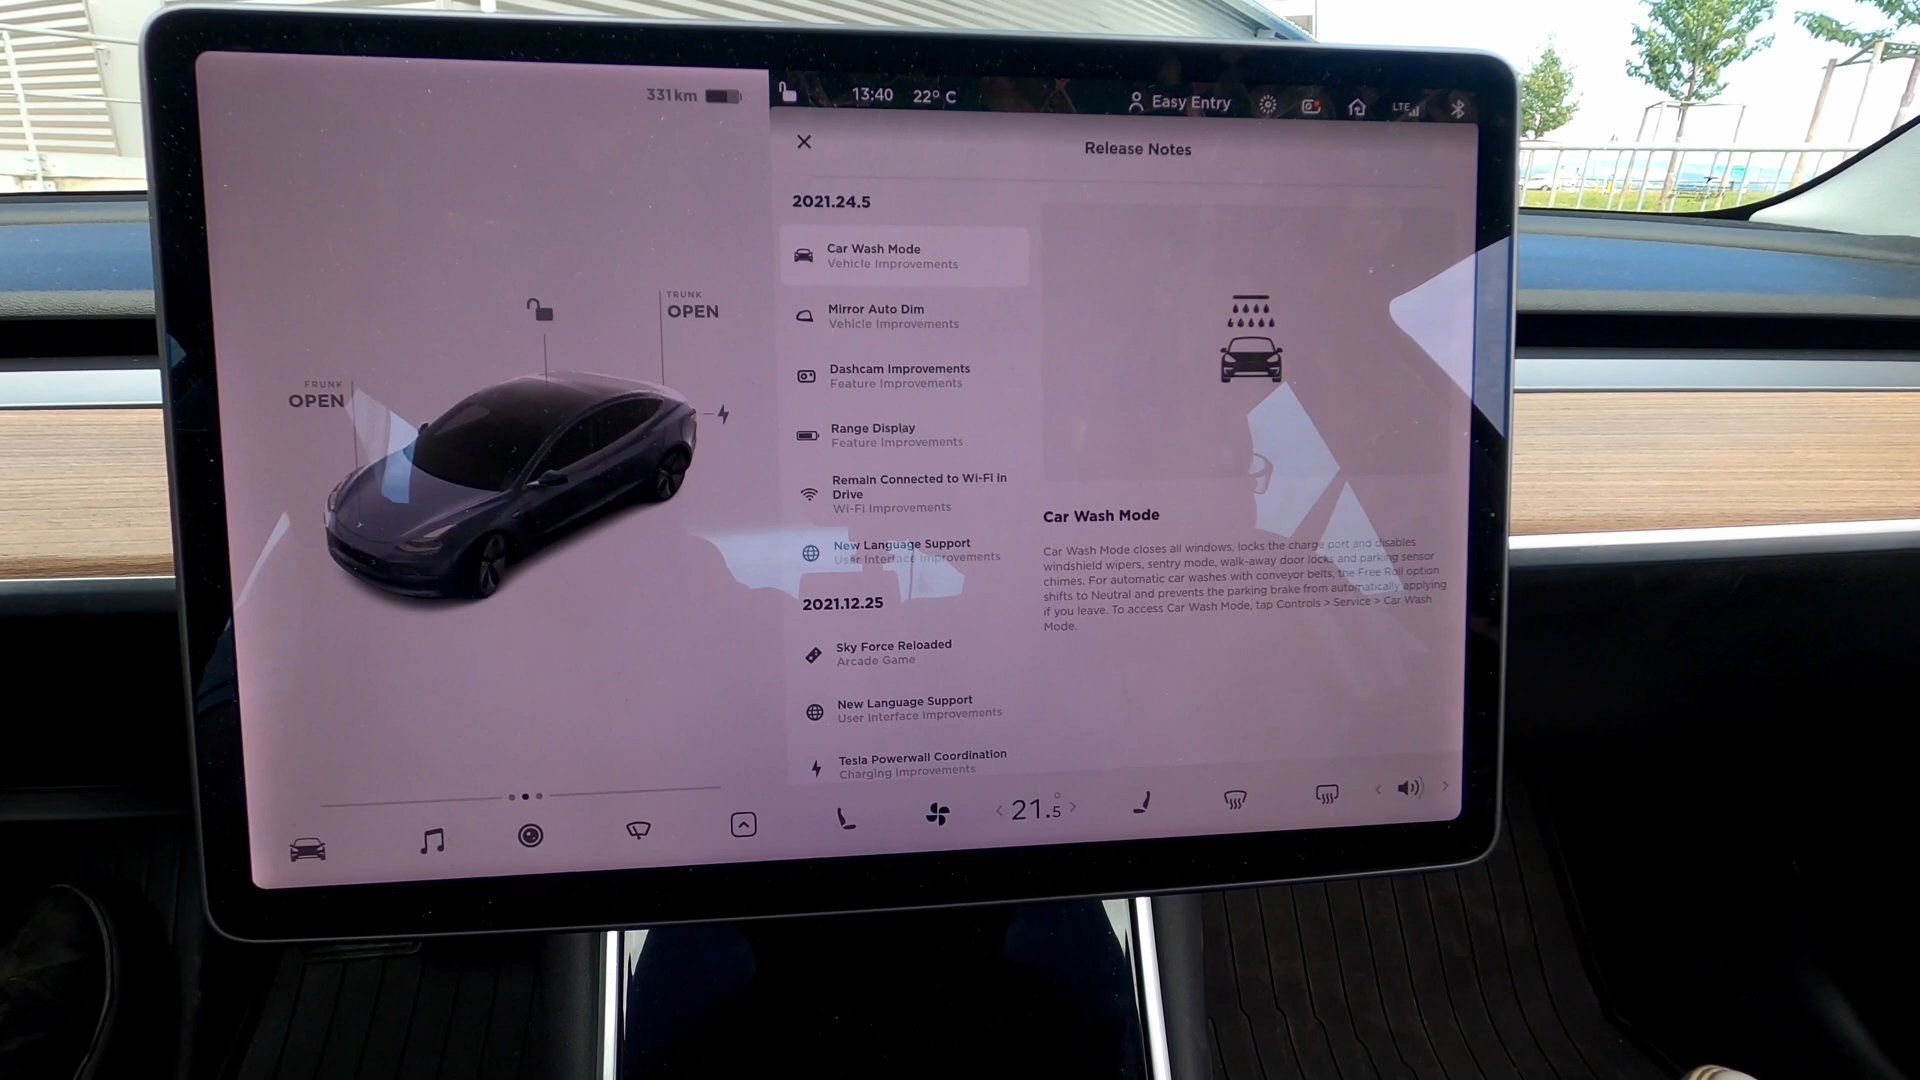 331km
13:40
22° C
Easy Entry
LTE
Release Notes
FRUNK
OPEN
TRUNK
OPEN
2021.24.5
Car Wash Mode
Vehicle Improvements
Mirror Auto Dim
Vehicle Improvements
Dashcam Improvements
Feature Improvements
Range Display
Feature Improvements
Remain Connected to Wi-Fi in
Drive
Wi-Fi Improvements
New Language Support
User Interface Improvements
2021.12.25
Sky Force Reloaded
Arcade Game
New Language Support
User Interface Improvements
Tesla Powerwall Coordination
Charging Improvements
Car Wash Mode
Car Wash Mode closes all windows, locks the charge port and disables
windshield wipers, sentry mode, walk-away door locks and parking sensor
chimes. For automatic car washes with conveyor belts, the Free Roll option
shifts to Neutral and prevents the parking brake from automatically applying
if you leave. To access Car Wash Mode, tap Controls > Service > Car Wash
Mode.
21.5°